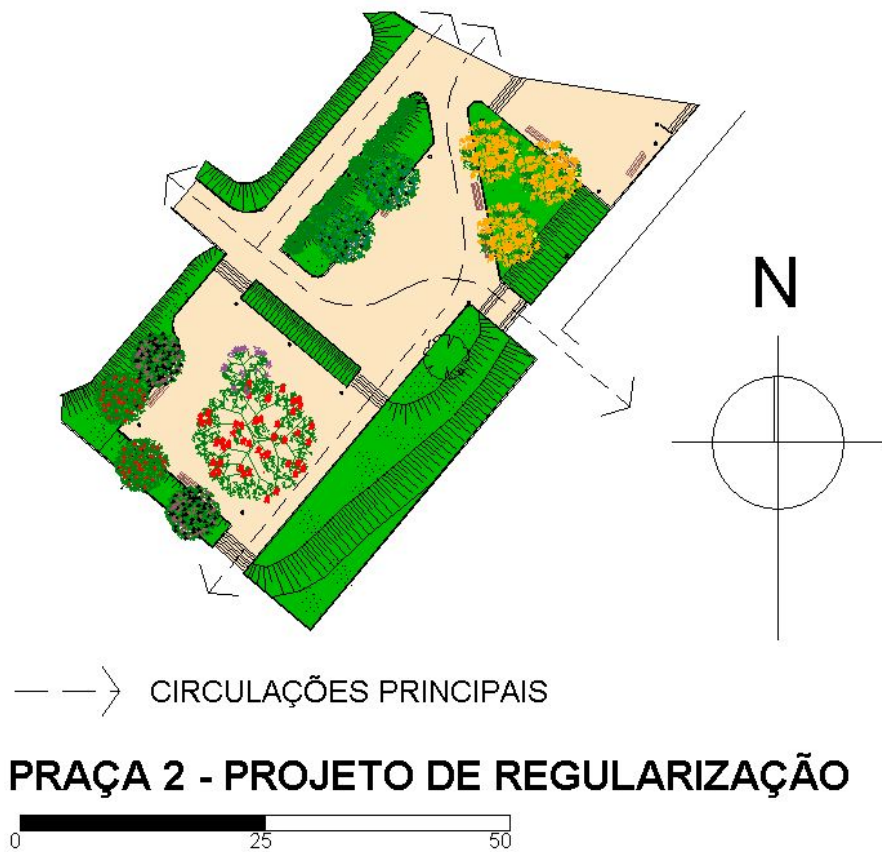 N
CIRCULAÇÕES PRINCIPAIS
PRAÇA 2 - PROJETO DE REGULARIZAÇÃO
0 25 50